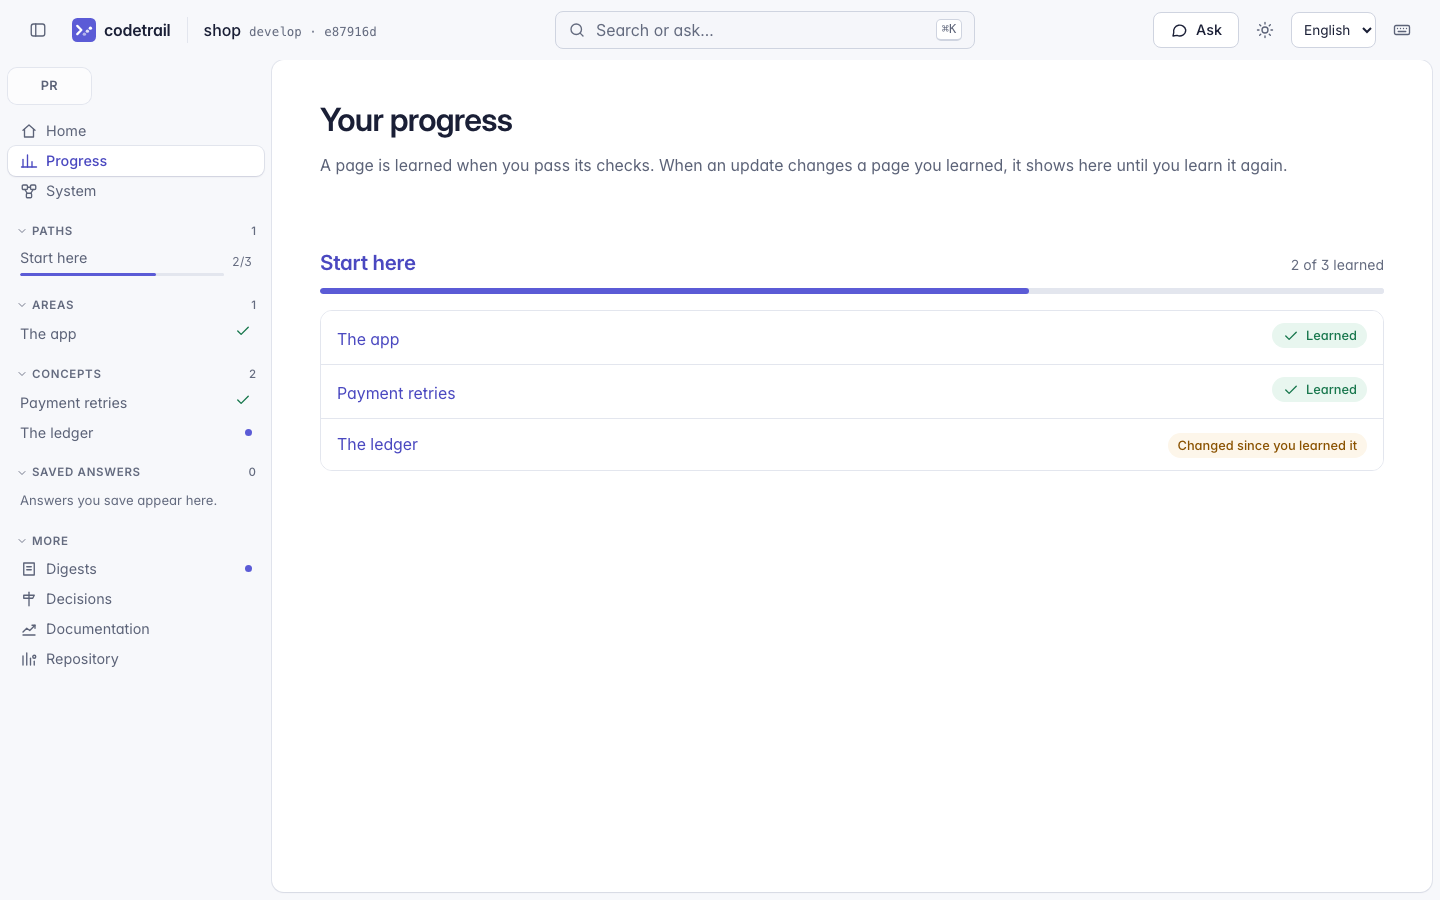 codetrail
shop develop · e87916d
Search or ask...
⌘K
Ask
English
PR
Home
Progress
System
PATHS 1
Start here 2/3
AREAS 1
The app
CONCEPTS 2
Payment retries
The ledger
SAVED ANSWERS 0
Answers you save appear here.
MORE
Digests
Decisions
Documentation
Repository
Your progress
A page is learned when you pass its checks. When an update changes a page you learned, it shows here until you learn it again.
Start here 2 of 3 learned
The app Learned
Payment retries Learned
The ledger Changed since you learned it